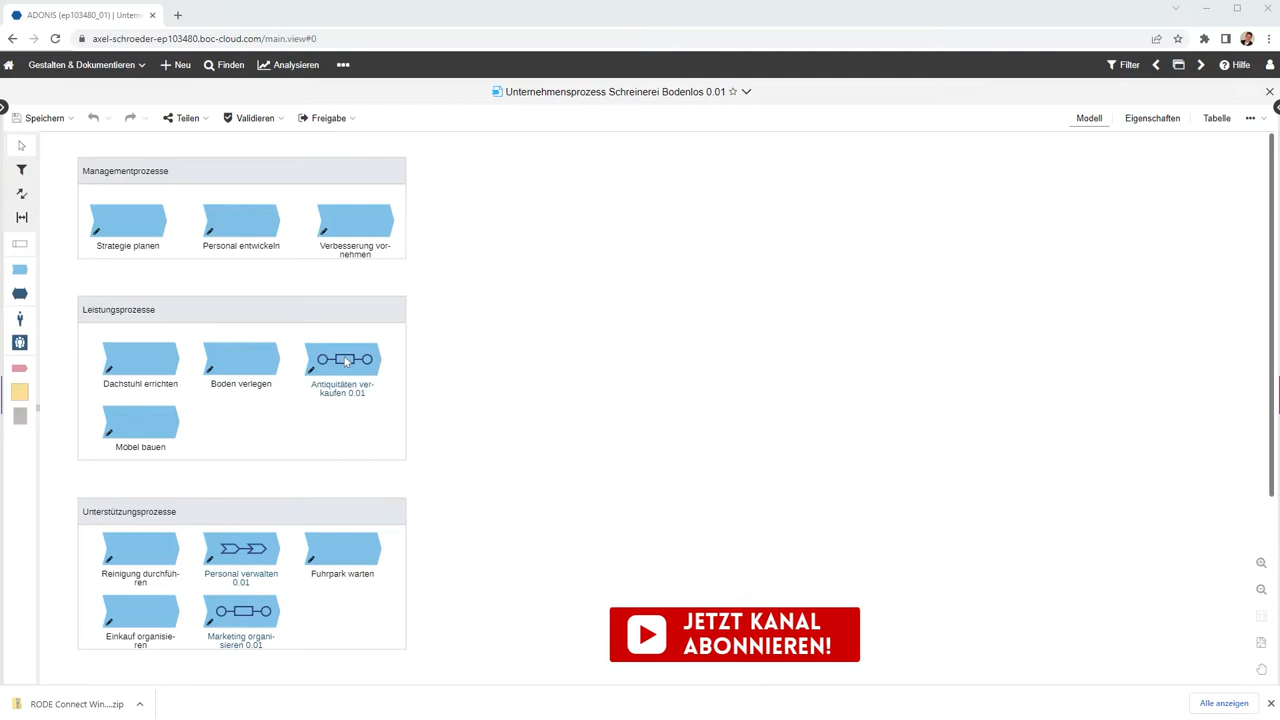 ADONIS (ep103480_01) | Untern
axel-schroeder-ep103480.boc-cloud.com/main.view#0
Gestalten & Dokumentieren
Neu
Finden
Analysieren
Filter
Hilfe
Unternehmensprozess Schreinerei Bodenlos 0.01
Speichern
Teilen
Validieren
Freigabe
Modell
Eigenschaften
Tabelle
Managementprozesse
Strategie planen
Personal entwickeln
Verbesserung vor-
nehmen
Leistungsprozesse
Dachstuhl errichten
Boden verlegen
Antiquitäten ver-
kaufen 0.01
Möbel bauen
Unterstützungsprozesse
Reinigung durchfüh-
ren
Personal verwalten
0.01
Fuhrpark warten
Einkauf organisie-
ren
Marketing organi-
sieren 0.01
JETZT KANAL
ABONNIEREN!
RODE Connect Win....zip
Alle anzeigen